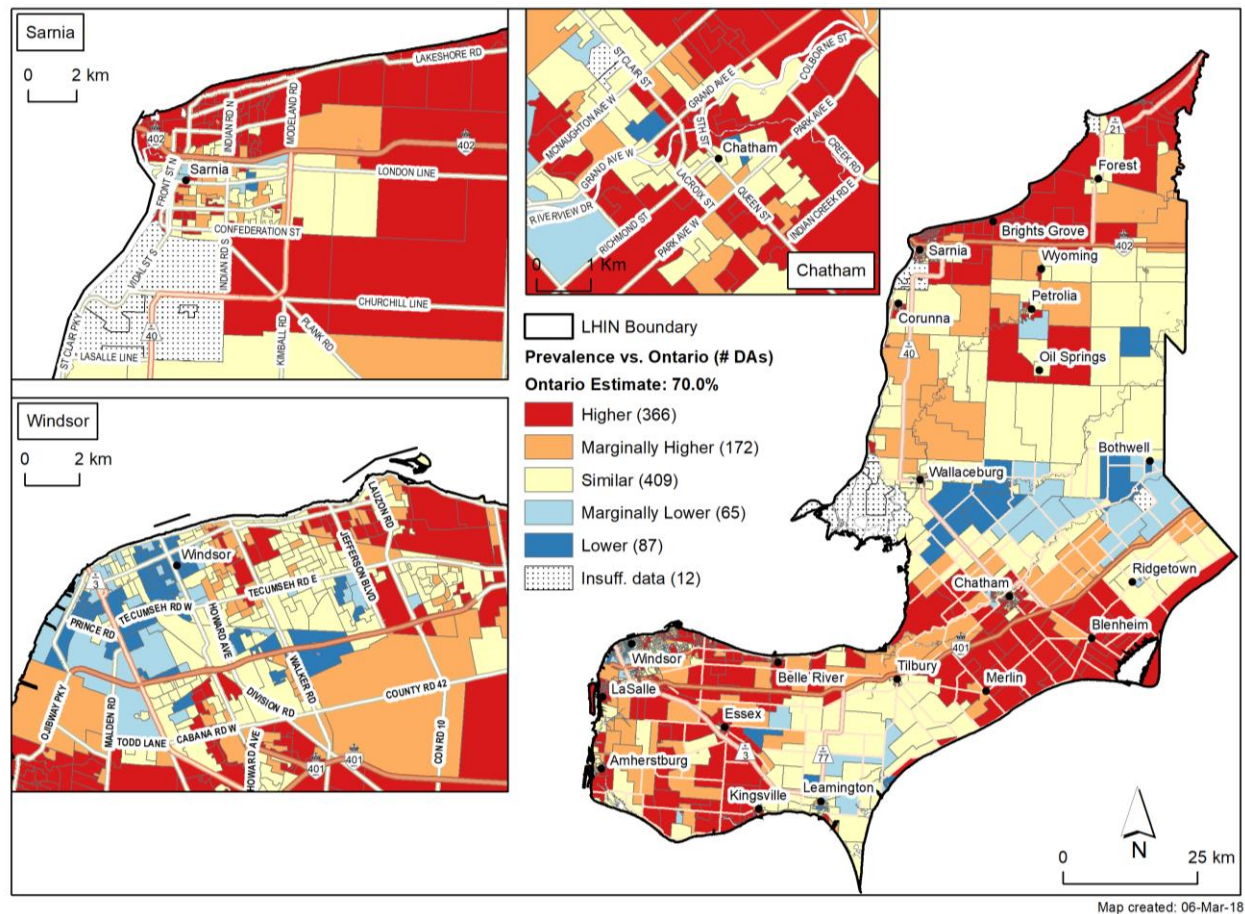 Sarnia
0 2 km
LAKESHORE RD
INDIAN RD N
MODELAND RD
402
402
FRONT ST N
Sarnia
LONDON LINE
CONFEDERATION ST
VIDAL ST S
INDIAN RD S
CHURCHILL LINE
ST CLAIR PKY
40
LASALLE LINE
KIMBALL RD
PLANK RD
ST CLAIR ST
COLBORNE ST
GRAND AVE E
MCNAUGHTON AVE W
5TH ST
PARK AVE E
Chatham
CREEK RD
GRAND AVE W
LACROIX ST
QUEEN ST
RIVERVIEW DR
RICHMOND ST
PARK AVE W
INDIAN CREEK RD E
0 1 Km
Chatham
LHIN Boundary
Prevalence vs. Ontario (# DAs)
Ontario Estimate: 70.0%
Higher (366)
Marginally Higher (172)
Similar (409)
Marginally Lower (65)
Lower (87)
Insuff. data (12)
Windsor
0 2 km
LAUZON RD
Windsor
JEFFERSON BLVD
3
TECUMSEH RD E
TECUMSEH RD W
PRINCE RD
HOWARD AVE
WALKER RD
COUNTY RD 42
DIVISION RD
OJIBWAY PKY
MALDEN RD
CABANA RD W
TODD LANE
CON RD 10
HOWARD AVE
401
401
21
Forest
Brights Grove
Sarnia
402
Wyoming
Petrolia
Corunna
40
Oil Springs
Bothwell
Wallaceburg
Ridgetown
Chatham
Blenheim
401
Windsor
Tilbury
Belle River
Merlin
LaSalle
Essex
3
77
Amherstburg
Kingsville
Leamington
N
0 25 km
Map created: 06-Mar-18